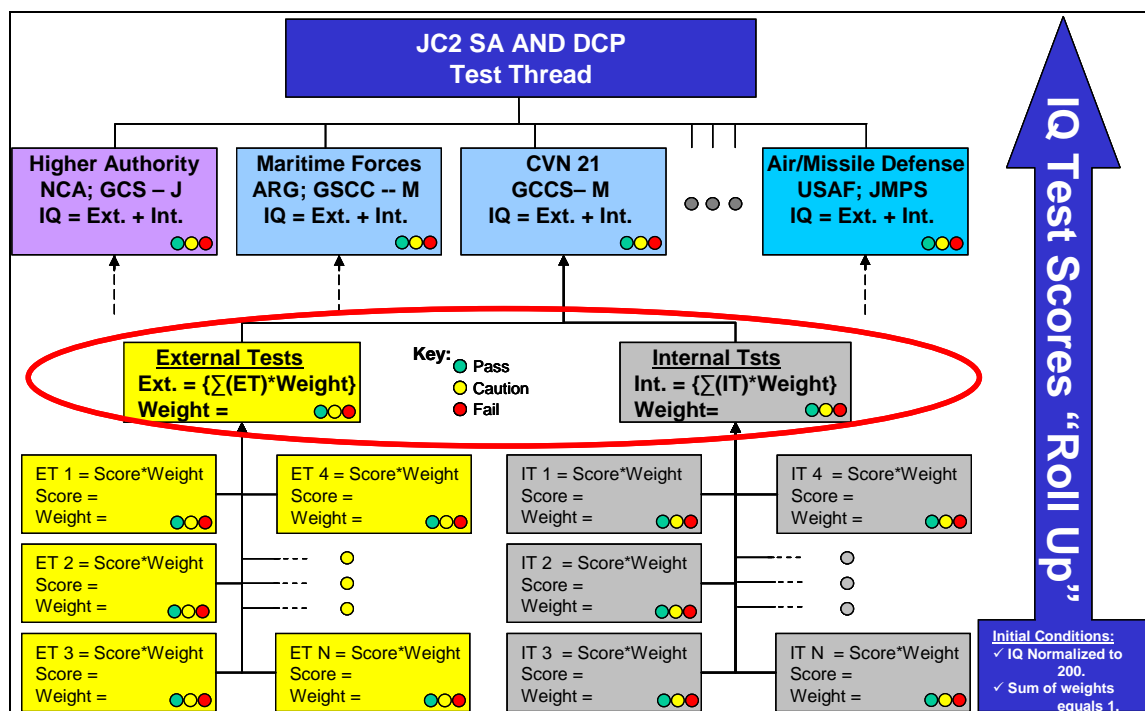 JC2 SA AND DCP
Test Thread
Higher Authority
NCA; GCS – J
IQ = Ext. + Int.
Maritime Forces
ARG; GSCC -- M
IQ = Ext. + Int.
CVN 21
GCCS– M
IQ = Ext. + Int.
Air/Missile Defense
USAF; JMPS
IQ = Ext. + Int.
External Tests
Ext. = {∑(ET)*Weight}
Weight =
Key:
Pass
Caution
Fail
Internal Tsts
Int. = {∑(IT)*Weight}
Weight=
ET 1 = Score*Weight
Score =
Weight =
ET 4 = Score*Weight
Score =
Weight =
IT 1 = Score*Weight
Score =
Weight =
IT 4  = Score*Weight
Score =
Weight =
ET 2 = Score*Weight
Score =
Weight =
IT 2  = Score*Weight
Score =
Weight =
ET 3 = Score*Weight
Score =
Weight =
ET N = Score*Weight
Score =
Weight =
IT 3  = Score*Weight
Score =
Weight =
IT N  = Score*Weight
Score =
Weight =
IQ Test Scores “Roll Up”
Initial Conditions:
✓ IQ Normalized to
200.
✓ Sum of weights
equals 1.